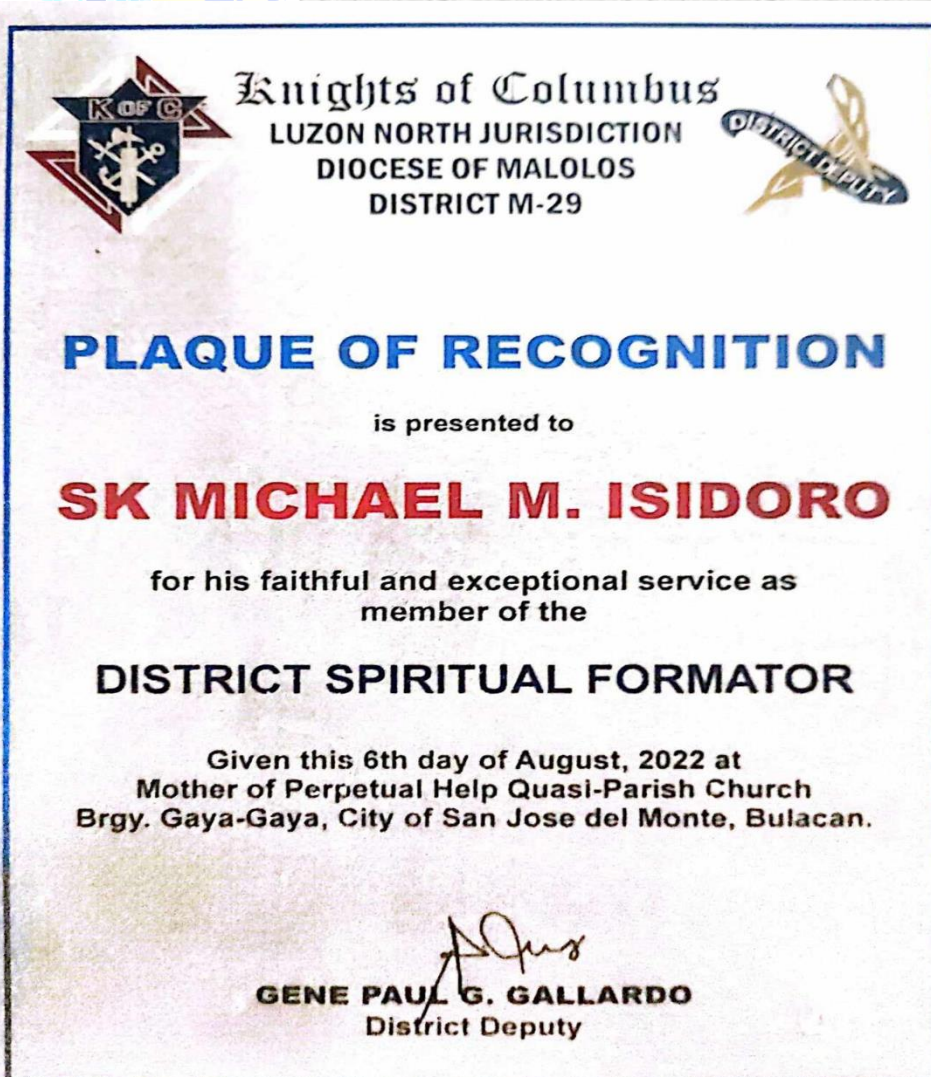 K OF C
Knights of Columbus
LUZON NORTH JURISDICTION
DIOCESE OF MALOLOS
DISTRICT M-29
DISTRICT DEPUTY
PLAQUE OF RECOGNITION
is presented to
SK MICHAEL M. ISIDORO
for his faithful and exceptional service as
member of the
DISTRICT SPIRITUAL FORMATOR
Given this 6th day of August, 2022 at
Mother of Perpetual Help Quasi-Parish Church
Brgy. Gaya-Gaya, City of San Jose del Monte, Bulacan.
GENE PAUL G. GALLARDO
District Deputy